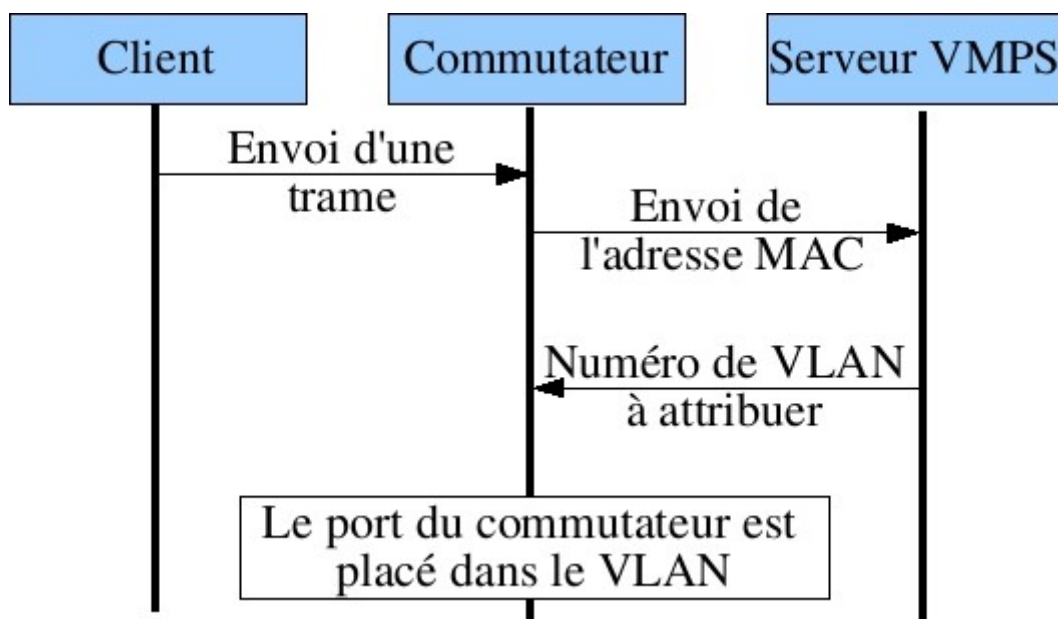 Client
Commutateur
Serveur VMPS
Envoi d'une
trame
Envoi de
l'adresse MAC
Numéro de VLAN
à attribuer
Le port du commutateur est
placé dans le VLAN